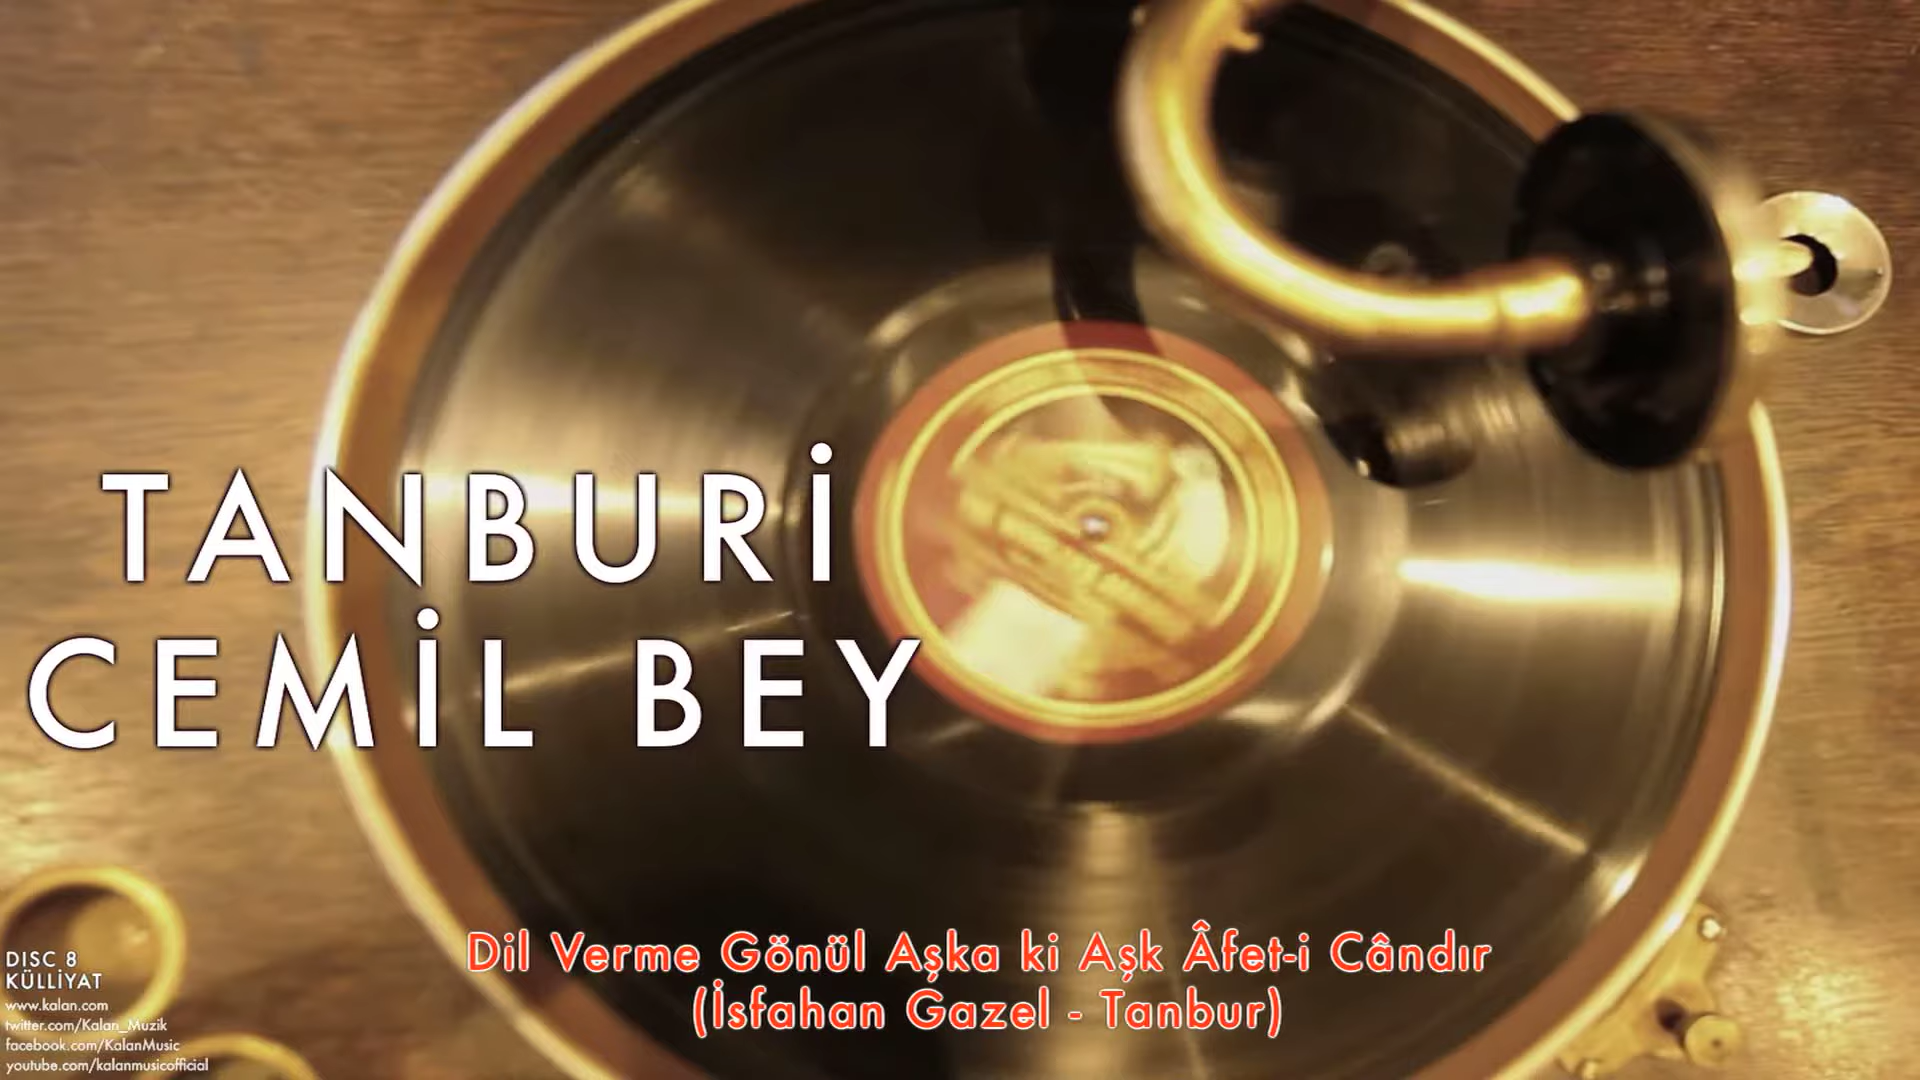 TANBURİ
CEMİL BEY
Dil Verme Gönül Aşka ki Aşk Âfet-i Cândır
(İsfahan Gazel - Tanbur)
DISC 8
KÜLLİYAT
www.kalan.com
twitter.com/Kalan_Muzik
facebook.com/KalanMusic
youtube.com/kalanmusicofficial